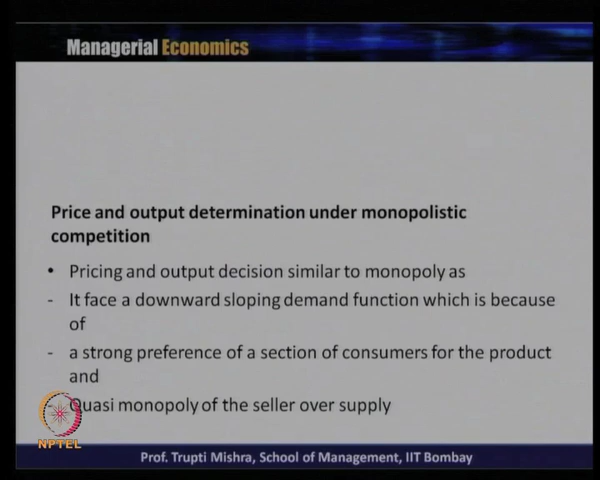 Managerial Economics
Price and output determination under monopolistic
competition
• Pricing and output decision similar to monopoly as
- It face a downward sloping demand function which is because
of
- a strong preference of a section of consumers for the product
and
- Quasi monopoly of the seller over supply
NPTEL
Prof. Trupti Mishra, School of Management, IIT Bombay